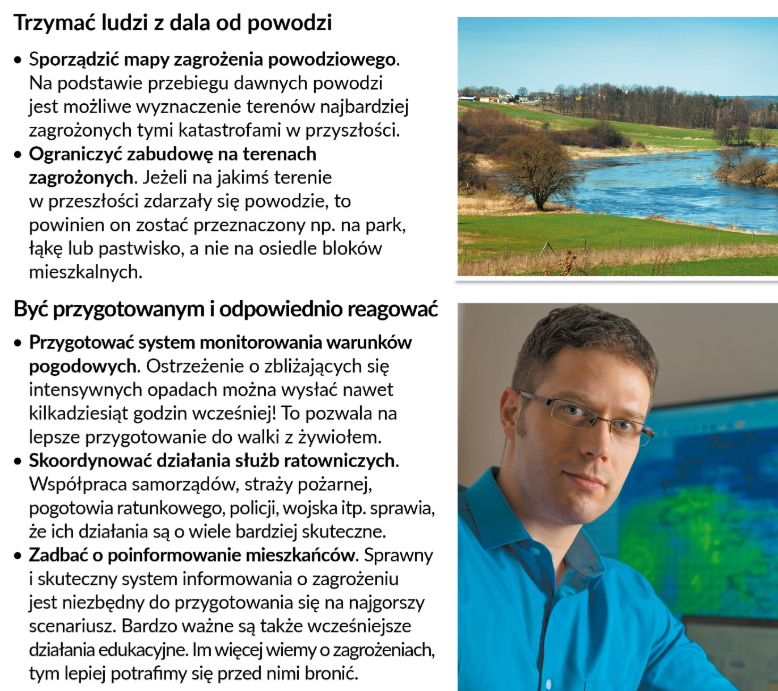 Trzymać ludzi z dala od powodzi
• Sporządzić mapy zagrożenia powodziowego.
Na podstawie przebiegu dawnych powodzi
jest możliwe wyznaczenie terenów najbardziej
zagrożonych tymi katastrofami w przyszłości.
• Ograniczyć zabudowę na terenach
zagrożonych. Jeżeli na jakimś terenie
w przeszłości zdarzały się powodzie, to
powinien on zostać przeznaczony np. na park,
łąkę lub pastwisko, a nie na osiedle bloków
mieszkalnych.
Być przygotowanym i odpowiednio reagować
• Przygotować system monitorowania warunków
pogodowych. Ostrzeżenie o zbliżających się
intensywnych opadach można wysłać nawet
kilkadziesiąt godzin wcześniej! To pozwala na
lepsze przygotowanie do walki z żywiołem.
• Skoordynować działania służb ratowniczych.
Współpraca samorządów, straży pożarnej,
pogotowia ratunkowego, policji, wojska itp. sprawia,
że ich działania są o wiele bardziej skuteczne.
• Zadbać o poinformowanie mieszkańców. Sprawny
i skuteczny system informowania o zagrożeniu
jest niezbędny do przygotowania się na najgorszy
scenariusz. Bardzo ważne są także wcześniejsze
działania edukacyjne. Im więcej wiemy o zagrożeniach,
tym lepiej potrafimy się przed nimi bronić.